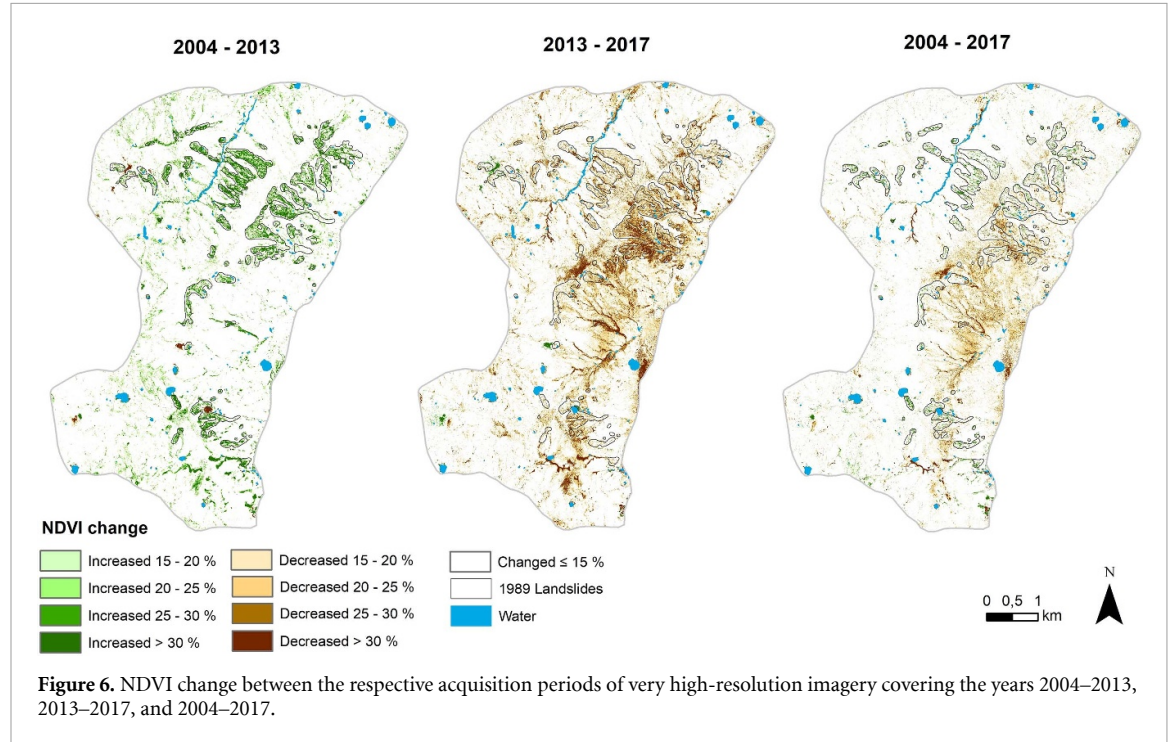 2004 - 2013
2013-2017
2004 - 2017
NDVI change
Increased 15 - 20 %
Increased 20 - 25 %
Increased 25 - 30 %
Increased > 30 %
Decreased 15 - 20 %
Decreased 20 - 25 %
Decreased 25 - 30 %
Decreased > 30 %
Changed ≤ 15 %
1989 Landslides
Water
0 0,5 1
km
N
Figure 6. NDVI change between the respective acquisition periods of very high-resolution imagery covering the years 2004–2013,
2013–2017, and 2004–2017.